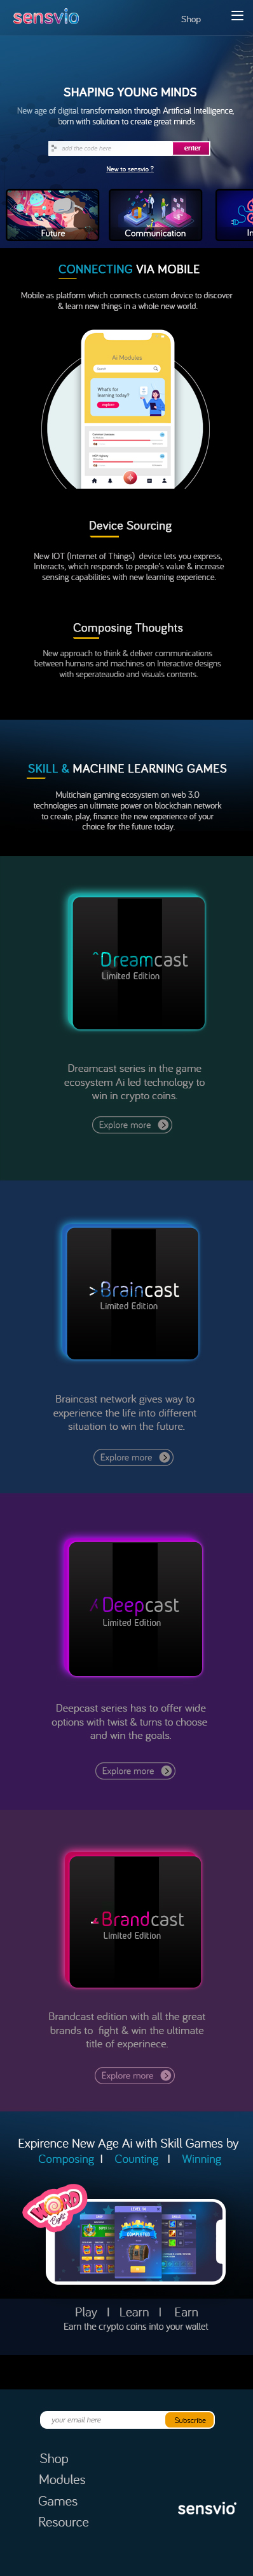 sensvio
Shop
SHAPING YOUNG MINDS
New age of digital transformation through Artificial Intelligence,
born with solution to create great minds
add the code here
enter
New to sensvio ?
Future
Communication
CONNECTING VIA MOBILE
Mobile as platform which connects custom device to discover
& learn new things in a whole new world.
Ai Modules
Search
What's for
learning today?
explore
Device Sourcing
New IOT (Internet of Things) device lets you express,
Interacts, which responds to people's value & increase
sensing capabilities with new learning experience.
Composing Thoughts
New approach to think & deliver communications
between humans and machines on Interactive designs
with seperateaudio and visuals contents.
SKILL & MACHINE LEARNING GAMES
Multichain gaming ecosystem on web 3.0
technologies an ultimate power on blockchain network
to create, play, finance the new experience of your
choice for the future today.
Dreamcast
Limited Edition
Dreamcast series in the game
ecosystem Ai led technology to
win in crypto coins.
Explore more
>Braincast
Limited Edition
Braincast network gives way to
experience the life into different
situation to win the future.
Explore more
Deepcast
Limited Edition
Deepcast series has to offer wide
options with twist & turns to choose
and win the goals.
Explore more
Brandcast
Limited Edition
Brandcast edition with all the great
brands to fight & win the ultimate
title of experinece.
Explore more
Expirence New Age Ai with Skill Games by
Composing I Counting I Winning
WORD
Fight
COMPLETED
Play I Learn I Earn
Earn the crypto coins into your wallet
your email here
Subscribe
Shop
Modules
Games
Resource
sensvio